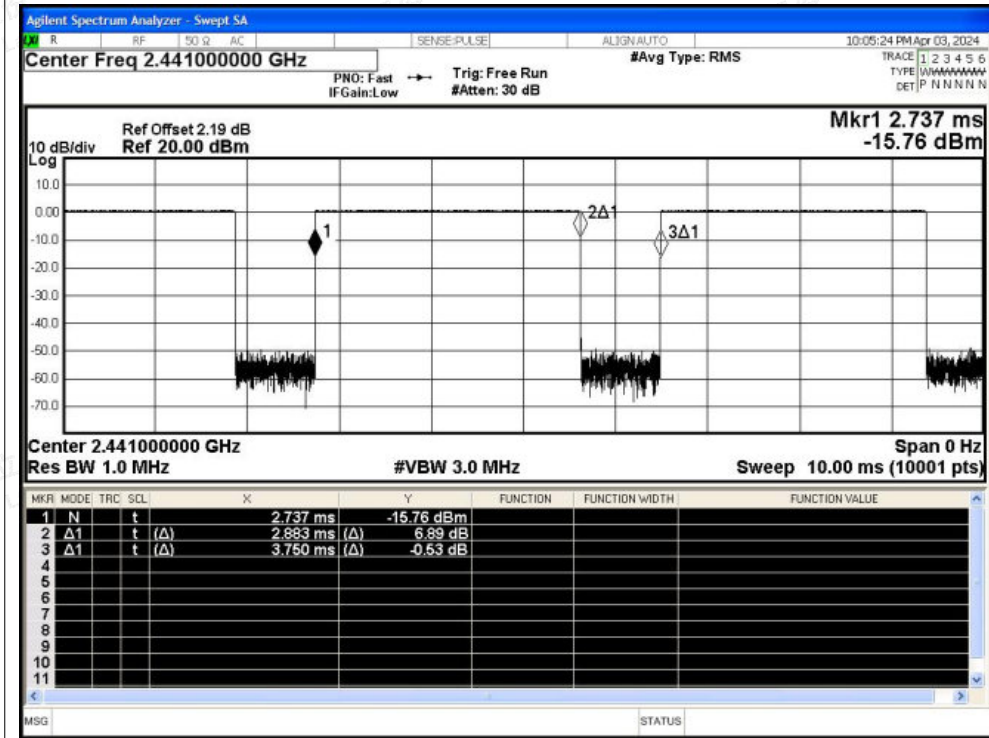 Agilent Spectrum Analyzer - Swept SA
LXI R RF 50 Ω AC SENSE:PULSE ALIGN AUTO 10:05:24 PM Apr 03, 2024
Center Freq 2.441000000 GHz #Avg Type: RMS TRACE 1 2 3 4 5 6
PNO: Fast Trig: Free Run TYPE
IFGain:Low #Atten: 30 dB DET P N N N N N
Mkr1 2.737 ms
Ref Offset 2.19 dB
10 dB/div Ref 20.00 dBm -15.76 dBm
Log
10.0
0.00
2Δ1
1
3Δ1
-10.0
-20.0
-30.0
-40.0
-50.0
-60.0
-70.0
Center 2.441000000 GHz Span 0 Hz
Res BW 1.0 MHz #VBW 3.0 MHz Sweep 10.00 ms (10001 pts)
MKR MODE TRC SCL X Y FUNCTION FUNCTION WIDTH FUNCTION VALUE
1 N t 2.737 ms -15.76 dBm
2 Δ1 t (Δ) 2.883 ms (Δ) 6.89 dB
3 Δ1 t (Δ) 3.750 ms (Δ) -0.53 dB
4
5
6
7
8
9
10
11
MSG STATUS